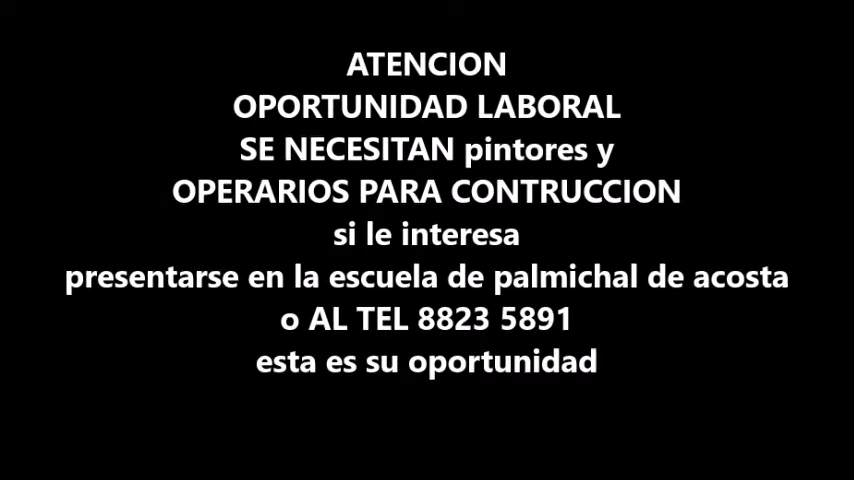 ATENCION
OPORTUNIDAD LABORAL
SE NECESITAN pintores y
OPERARIOS PARA CONTRUCCION
si le interesa
presentarse en la escuela de palmichal de acosta
o AL TEL 8823 5891
esta es su oportunidad